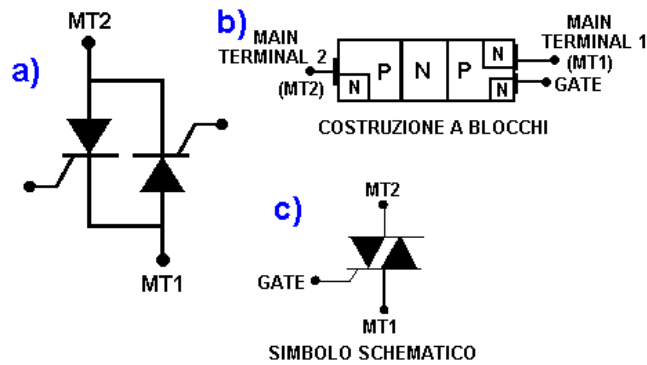 a)
MT2
MT1
b)
MAIN
TERMINAL 2
(MT2)
P
N
P
N
N
N
MAIN
TERMINAL 1
(MT1)
GATE
COSTRUZIONE A BLOCCHI
c)
MT2
GATE
MT1
SIMBOLO SCHEMATICO